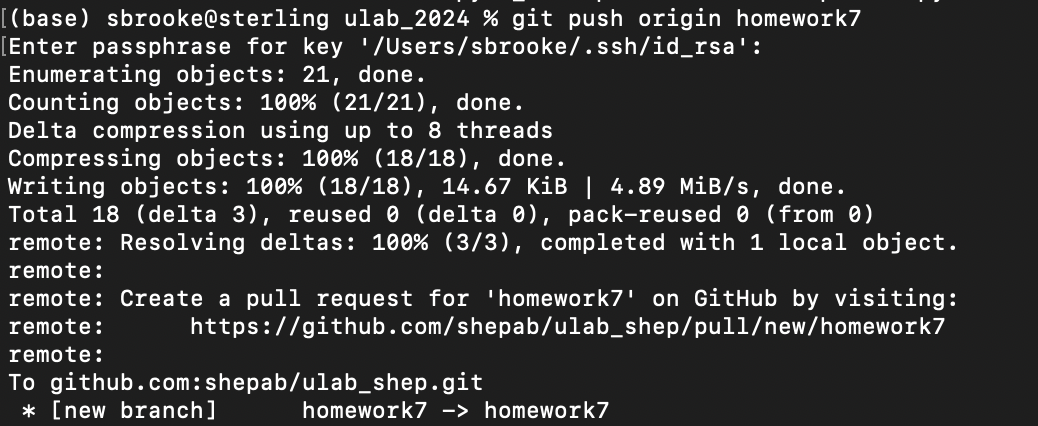 [(base) sbrooke@sterling ulab_2024 % git push origin homework7
[Enter passphrase for key '/Users/sbrooke/.ssh/id_rsa':
Enumerating objects: 21, done.
Counting objects: 100% (21/21), done.
Delta compression using up to 8 threads
Compressing objects: 100% (18/18), done.
Writing objects: 100% (18/18), 14.67 KiB | 4.89 MiB/s, done.
Total 18 (delta 3), reused 0 (delta 0), pack-reused 0 (from 0)
remote: Resolving deltas: 100% (3/3), completed with 1 local object.
remote:
remote: Create a pull request for 'homework7' on GitHub by visiting:
remote:      https://github.com/shepab/ulab_shep/pull/new/homework7
remote:
To github.com:shepab/ulab_shep.git
 * [new branch]      homework7 -> homework7